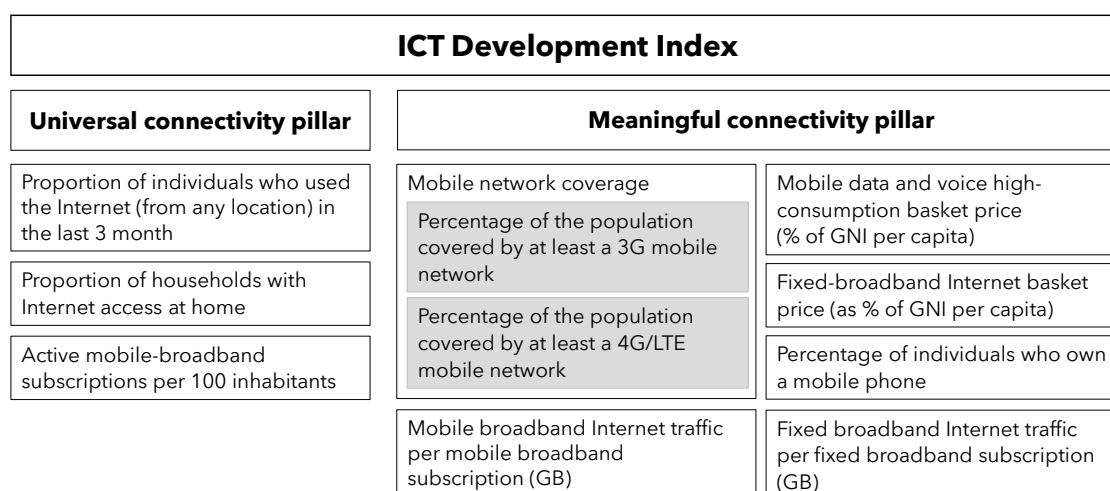 ICT Development Index
Universal connectivity pillar
Proportion of individuals who used
the Internet (from any location) in
the last 3 month
Proportion of households with
Internet access at home
Active mobile-broadband
subscriptions per 100 inhabitants
Meaningful connectivity pillar
Mobile network coverage
Percentage of the population
covered by at least a 3G mobile
network
Percentage of the population
covered by at least a 4G/LTE
mobile network
Mobile broadband Internet traffic
per mobile broadband
subscription (GB)
Mobile data and voice high-
consumption basket price
(% of GNI per capita)
Fixed-broadband Internet basket
price (as % of GNI per capita)
Percentage of individuals who own
a mobile phone
Fixed broadband Internet traffic
per fixed broadband subscription
(GB)